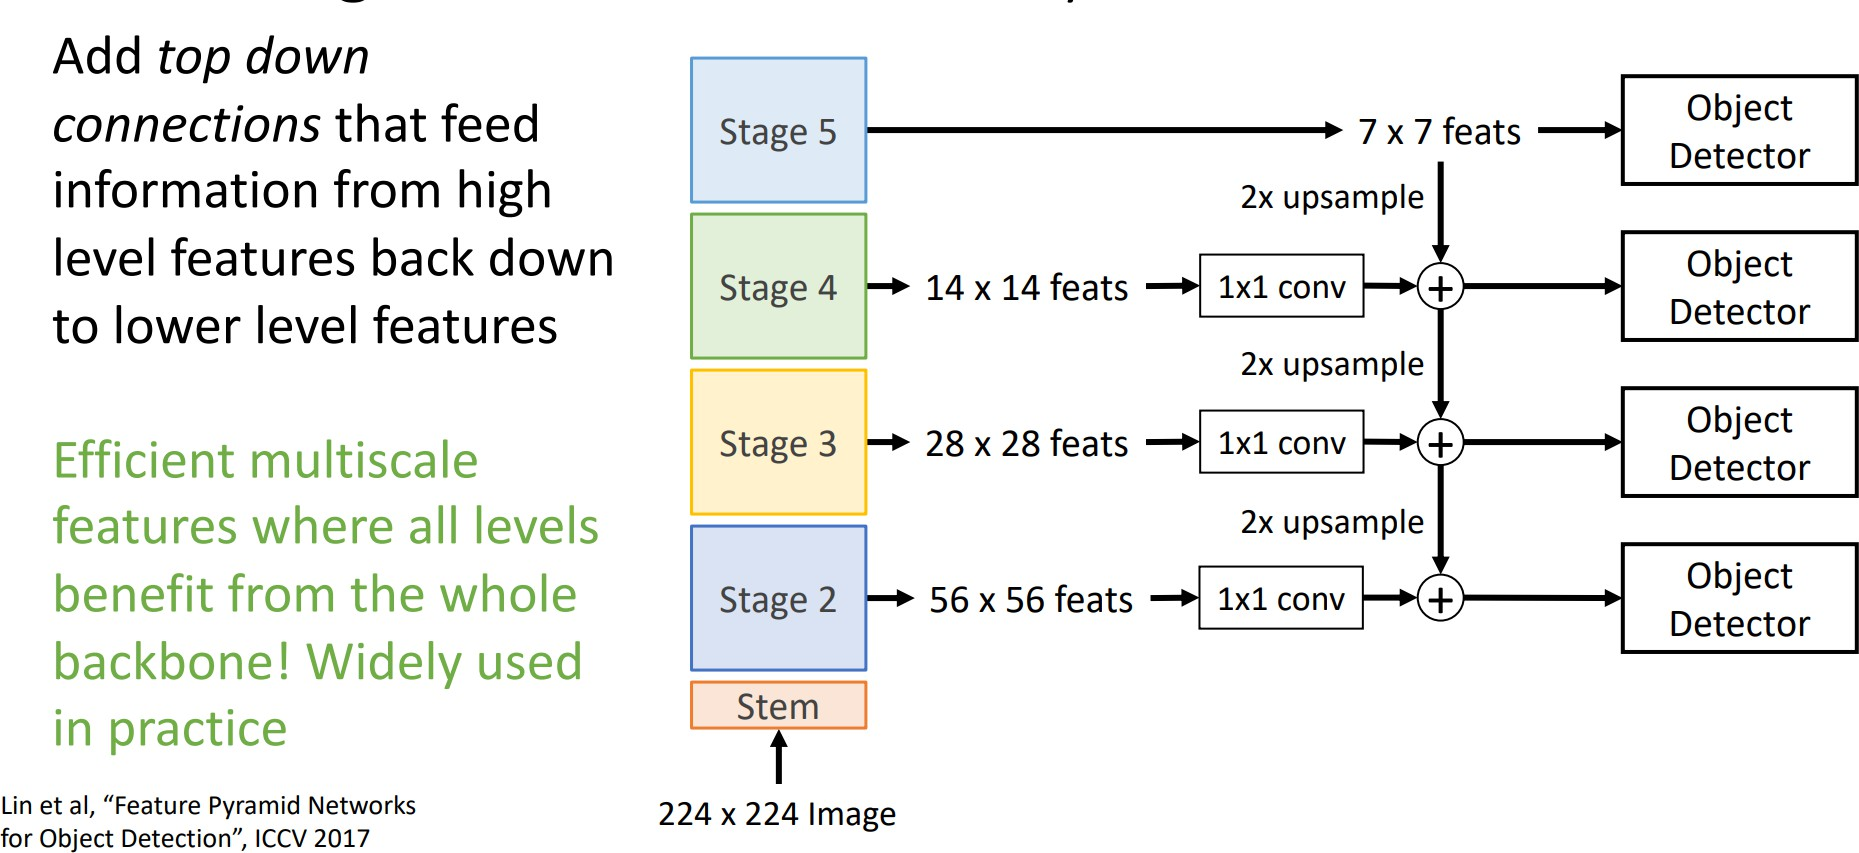 Add top down
connections that feed
information from high
level features back down
to lower level features
Efficient multiscale
features where all levels
benefit from the whole
backbone! Widely used
in practice
Lin et al, “Feature Pyramid Networks
for Object Detection”, ICCV 2017
Stage 5
7 x 7 feats
Object
Detector
2x upsample
Stage 4
14 x 14 feats
1x1 conv
+
Object
Detector
2x upsample
Stage 3
28 x 28 feats
1x1 conv
+
Object
Detector
2x upsample
Stage 2
56 x 56 feats
1x1 conv
+
Object
Detector
Stem
224 x 224 Image